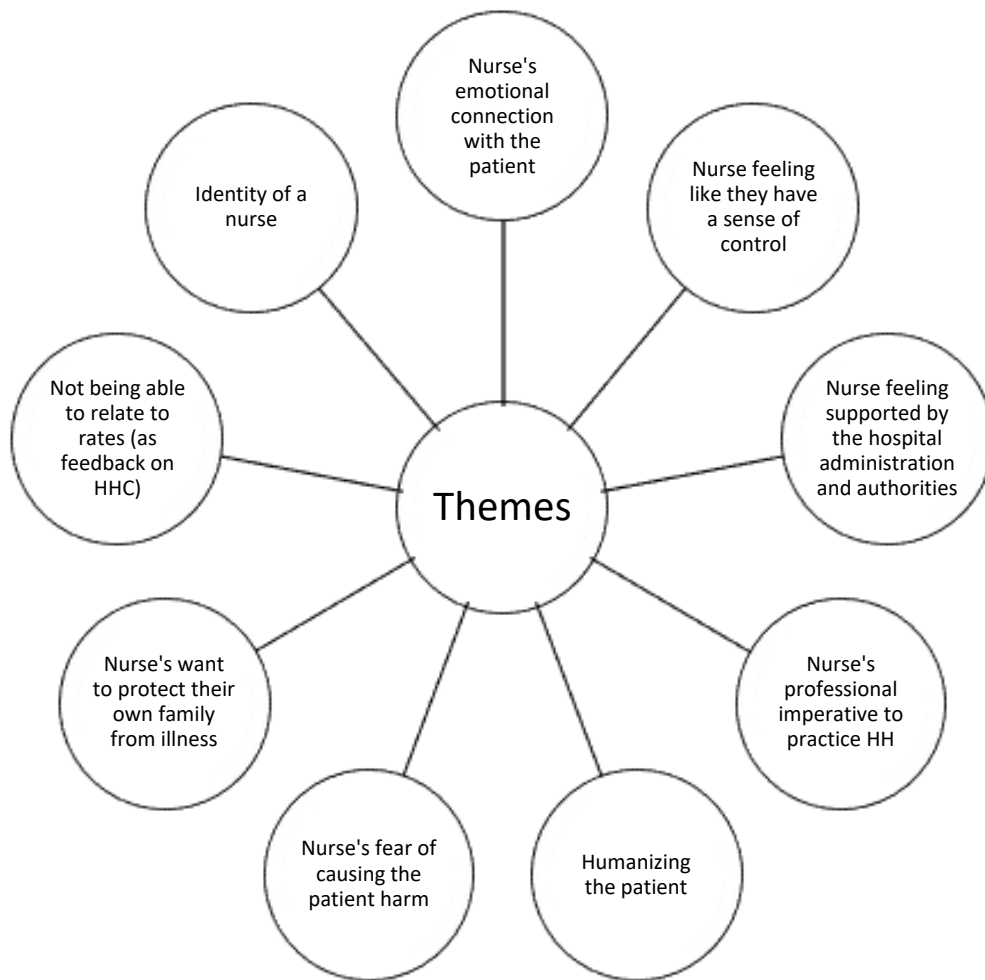 Nurse's
emotional
connection
with the
patient
Nurse feeling
like they have
a sense of
control
Nurse feeling
supported by
the hospital
administration
and authorities
Nurse's
professional
imperative to
practice HH
Humanizing
the patient
Nurse's fear of
causing the
patient harm
Nurse's want
to protect their
own family
from illness
Not being able
to relate to
rates (as
feedback on
HHC)
Identity of a
nurse
Themes